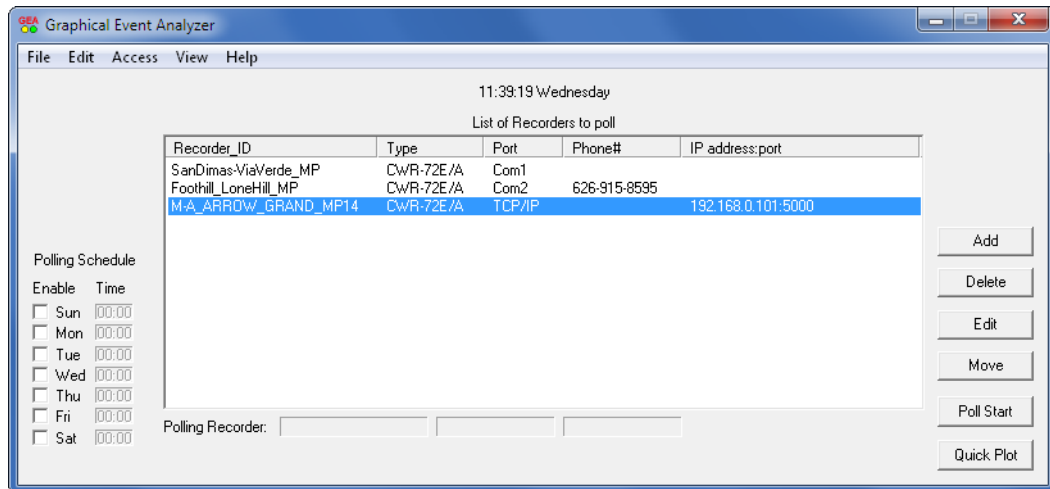 GEA Graphical Event Analyzer
File Edit Access View Help
11:39:19 Wednesday
List of Recorders to poll
Recorder_ID Type Port Phone# IP address:port
SanDimas-ViaVerde_MP CWR-72E/A Com1
Foothill_LoneHill_MP CWR-72E/A Com2 626-915-8595
M-A_ARROW_GRAND_MP14 CWR-72E/A TCP/IP 192.168.0.101:5000
Add
Delete
Edit
Move
Poll Start
Quick Plot
Polling Schedule
Enable Time
Sun 00:00
Mon 00:00
Tue 00:00
Wed 00:00
Thu 00:00
Fri 00:00
Sat 00:00
Polling Recorder: